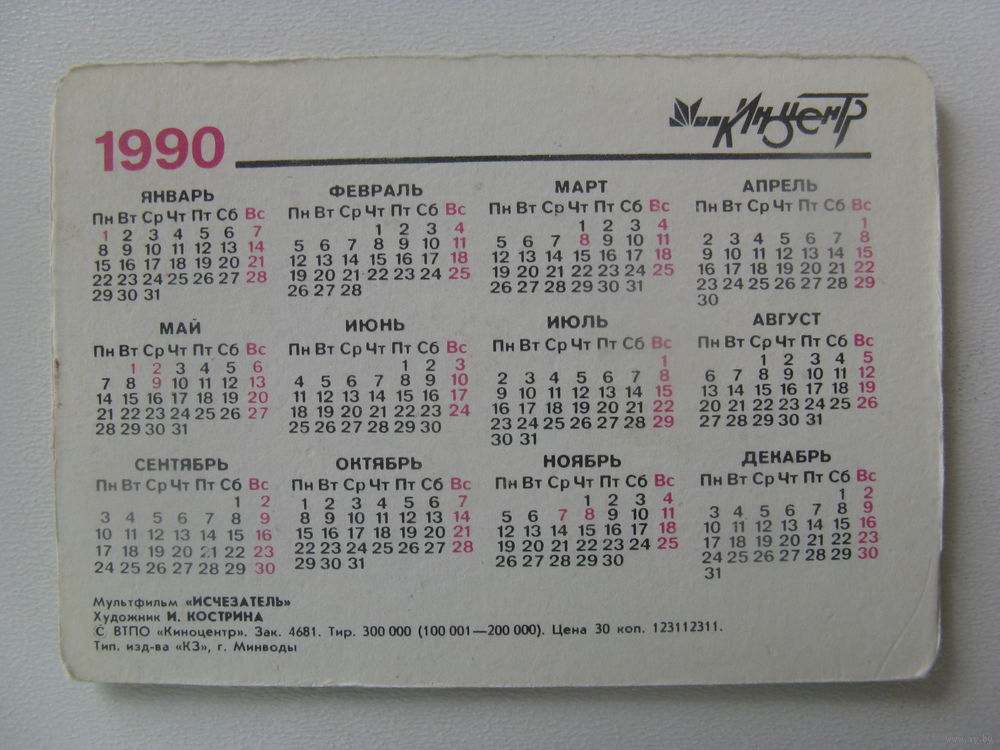 1990
Киноцентр
ЯНВАРЬ
Пн Вт Ср Чт Пт Сб Вс
1 2 3 4 5 6 7
8 9 10 11 12 13 14
15 16 17 18 19 20 21
22 23 24 25 26 27 28
29 30 31
ФЕВРАЛЬ
Пн Вт Ср Чт Пт Сб Вс
1 2 3 4
5 6 7 8 9 10 11
12 13 14 15 16 17 18
19 20 21 22 23 24 25
26 27 28
МАРТ
Пн Вт Ср Чт Пт Сб Вс
1 2 3 4
5 6 7 8 9 10 11
12 13 14 15 16 17 18
19 20 21 22 23 24 25
26 27 28 29 30 31
АПРЕЛЬ
Пн Вт Ср Чт Пт Сб Вс
1
2 3 4 5 6 7 8
9 10 11 12 13 14 15
16 17 18 19 20 21 22
23 24 25 26 27 28 29
30
МАЙ
Пн Вт Ср Чт Пт Сб Вс
1 2 3 4 5 6
7 8 9 10 11 12 13
14 15 16 17 18 19 20
21 22 23 24 25 26 27
28 29 30 31
ИЮНЬ
Пн Вт Ср Чт Пт Сб Вс
1 2 3
4 5 6 7 8 9 10
11 12 13 14 15 16 17
18 19 20 21 22 23 24
25 26 27 28 29 30
ИЮЛЬ
Пн Вт Ср Чт Пт Сб Вс
1
2 3 4 5 6 7 8
9 10 11 12 13 14 15
16 17 18 19 20 21 22
23 24 25 26 27 28 29
30 31
АВГУСТ
Пн Вт Ср Чт Пт Сб Вс
1 2 3 4 5
6 7 8 9 10 11 12
13 14 15 16 17 18 19
20 21 22 23 24 25 26
27 28 29 30 31
СЕНТЯБРЬ
Пн Вт Ср Чт Пт Сб Вс
1 2
3 4 5 6 7 8 9
10 11 12 13 14 15 16
17 18 19 20 21 22 23
24 25 26 27 28 29 30
ОКТЯБРЬ
Пн Вт Ср Чт Пт Сб Вс
1 2 3 4 5 6 7
8 9 10 11 12 13 14
15 16 17 18 19 20 21
22 23 24 25 26 27 28
29 30 31
НОЯБРЬ
Пн Вт Ср Чт Пт Сб Вс
1 2 3 4
5 6 7 8 9 10 11
12 13 14 15 16 17 18
19 20 21 22 23 24 25
26 27 28 29 30
ДЕКАБРЬ
Пн Вт Ср Чт Пт Сб Вс
1 2
3 4 5 6 7 8 9
10 11 12 13 14 15 16
17 18 19 20 21 22 23
24 25 26 27 28 29 30
31
Мультфильм «ИСЧЕЗАТЕЛЬ»
Художник И. КОСТРИНА
© ВТПО «Киноцентр». Зак. 4681. Тир. 300 000 (100 001—200 000). Цена 30 коп. 123112311.
Тип. изд-ва «КЗ», г. Минводы